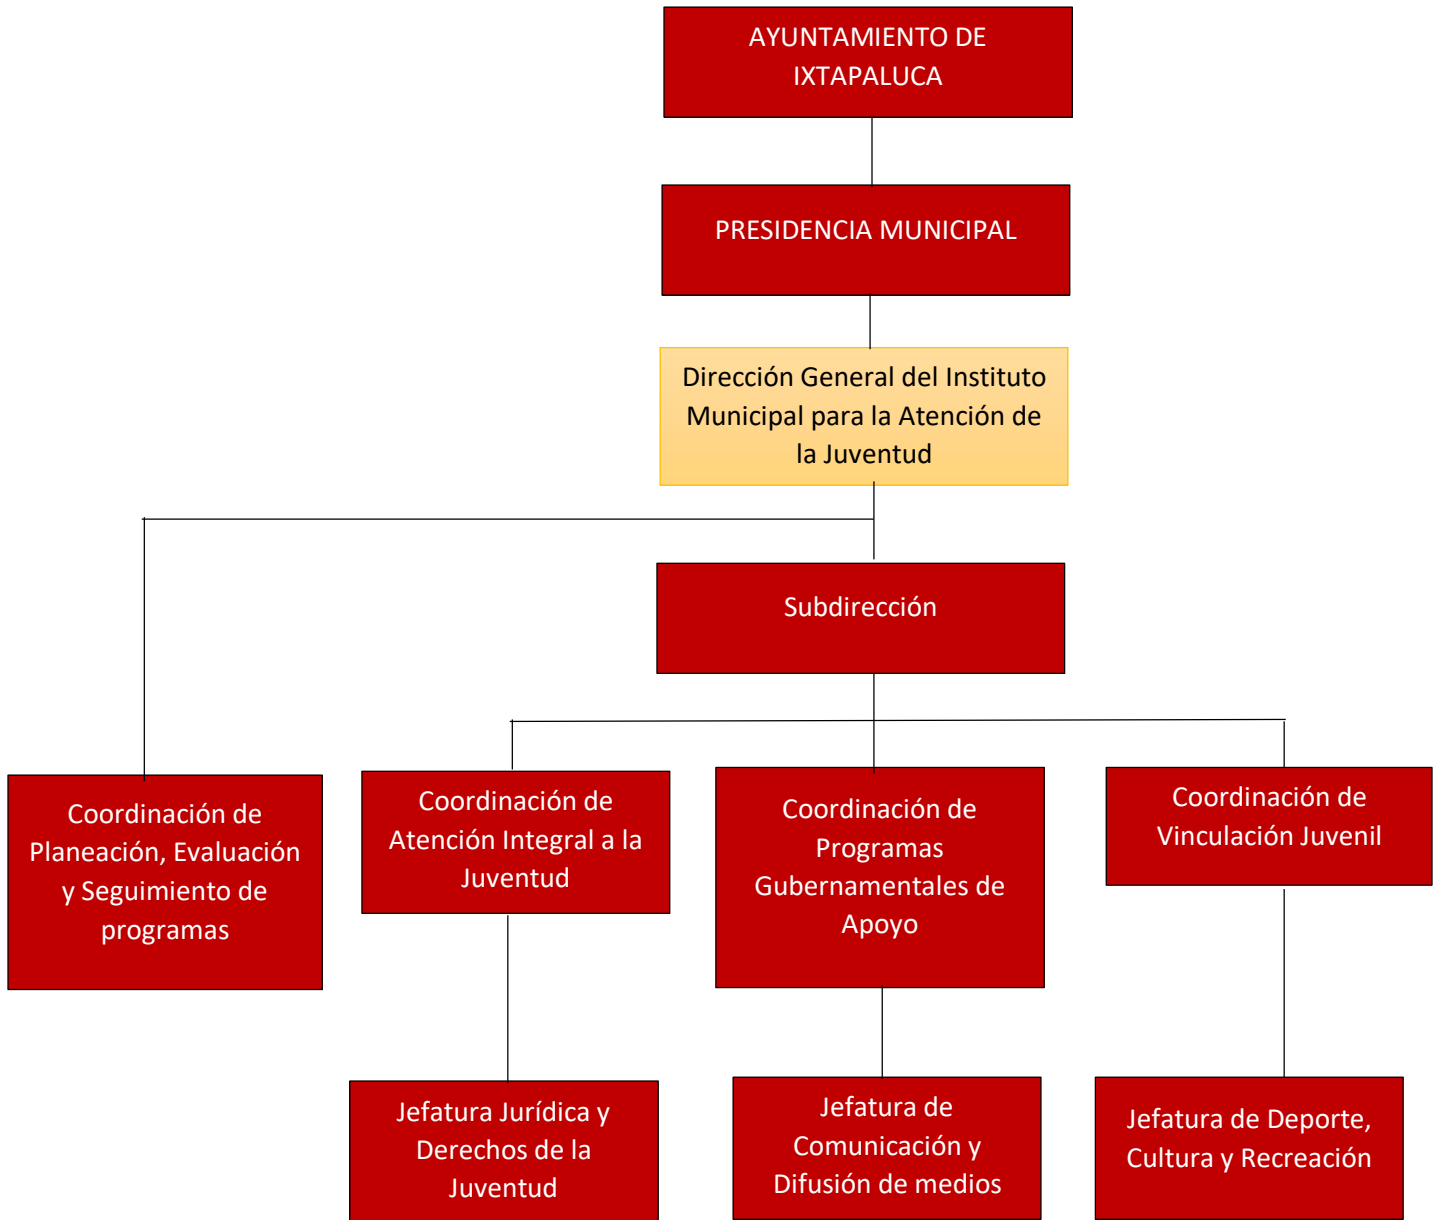 AYUNTAMIENTO DE
IXTAPALUCA
PRESIDENCIA MUNICIPAL
Dirección General del Instituto
Municipal para la Atención de
la Juventud
Subdirección
Coordinación de
Planeación, Evaluación
y Seguimiento de
programas
Coordinación de
Atención Integral a la
Juventud
Coordinación de
Programas
Gubernamentales de
Apoyo
Coordinación de
Vinculación Juvenil
Jefatura Jurídica y
Derechos de la
Juventud
Jefatura de
Comunicación y
Difusión de medios
Jefatura de Deporte,
Cultura y Recreación